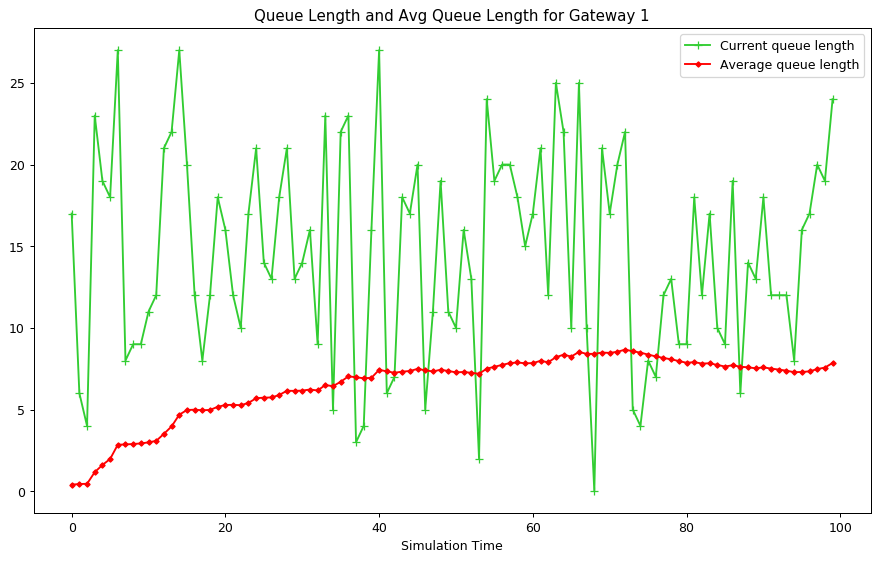 Queue Length and Avg Queue Length for Gateway 1
Current queue length
Average queue length
25
20
15
10
5
0
0 20 40 60 80 100
Simulation Time